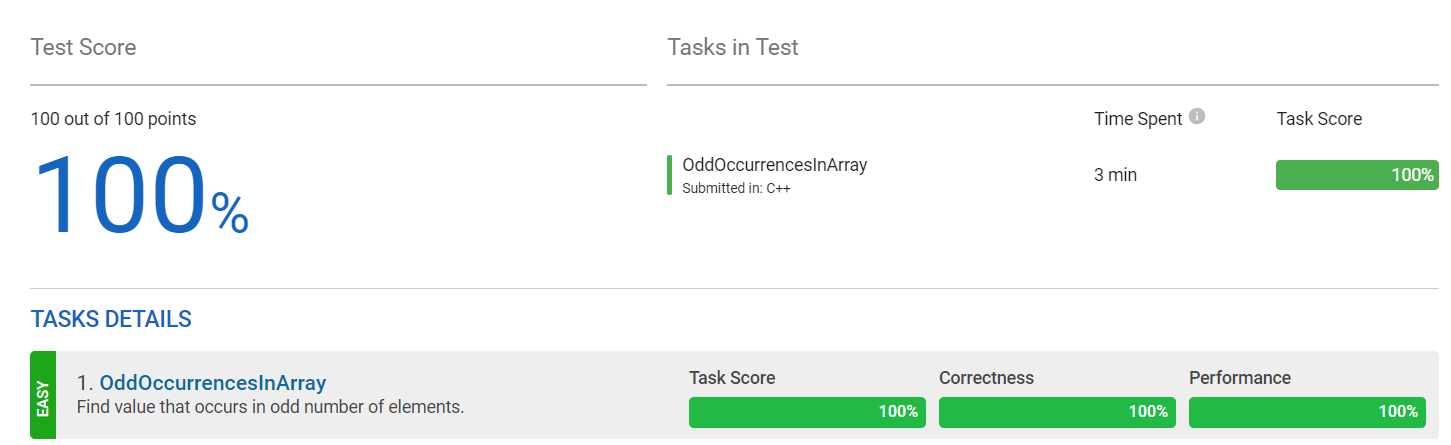 Test Score
Tasks in Test
100 out of 100 points
Time Spent
Task Score
100%
OddOccurrencesInArray
Submitted in: C++
3 min
100%
TASKS DETAILS
EASY
1. OddOccurrencesInArray
Find value that occurs in odd number of elements.
Task Score
Correctness
Performance
100%
100%
100%